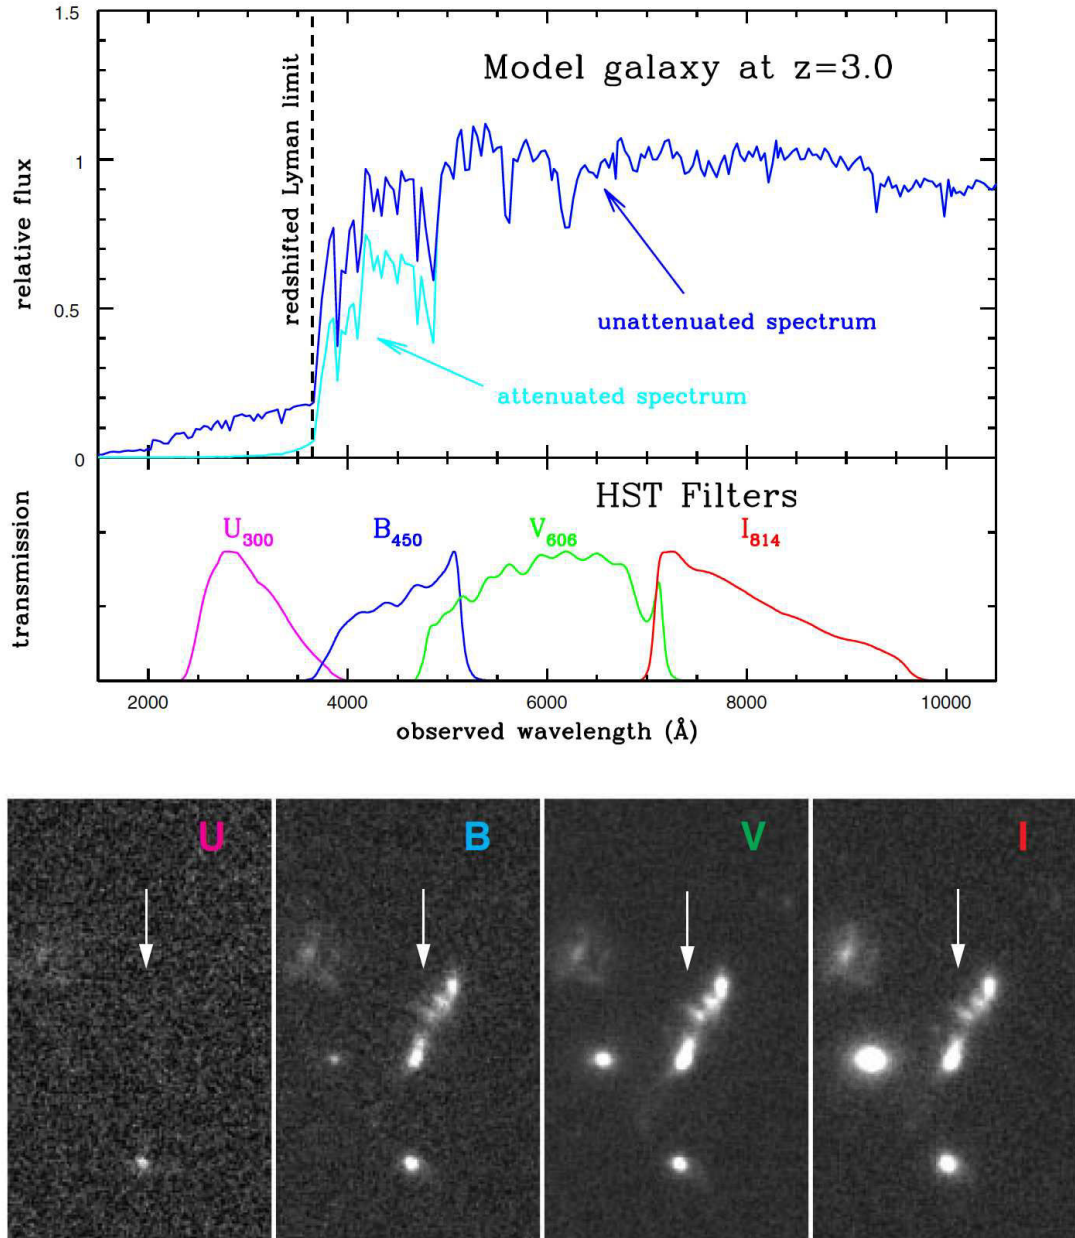 1.5
Model galaxy at z=3.0
redshifted Lyman limit
1
relative flux
0.5
unattenuated spectrum
attenuated spectrum
0
HST Filters
transmission
U300
B450
V606
I814
2000 4000 6000 8000 10000
observed wavelength (Å)
U B V I